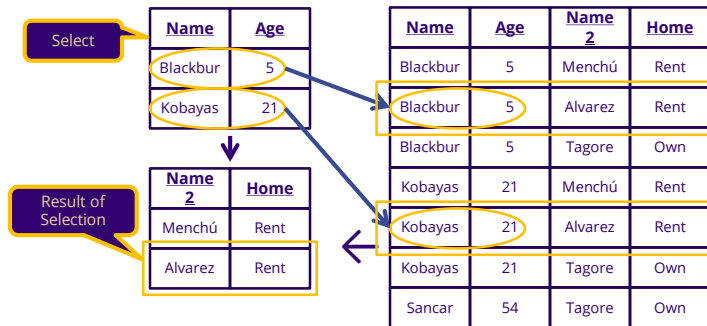 Select
Name Age
Blackbur 5
Kobayas 21
Result of
Selection
Name
2 Home
Menchú Rent
Alvarez Rent
Name Age Name
2 Home
Blackbur 5 Menchú Rent
Blackbur 5 Alvarez Rent
Blackbur 5 Tagore Own
Kobayas 21 Menchú Rent
Kobayas 21 Alvarez Rent
Kobayas 21 Tagore Own
Sancar 54 Tagore Own